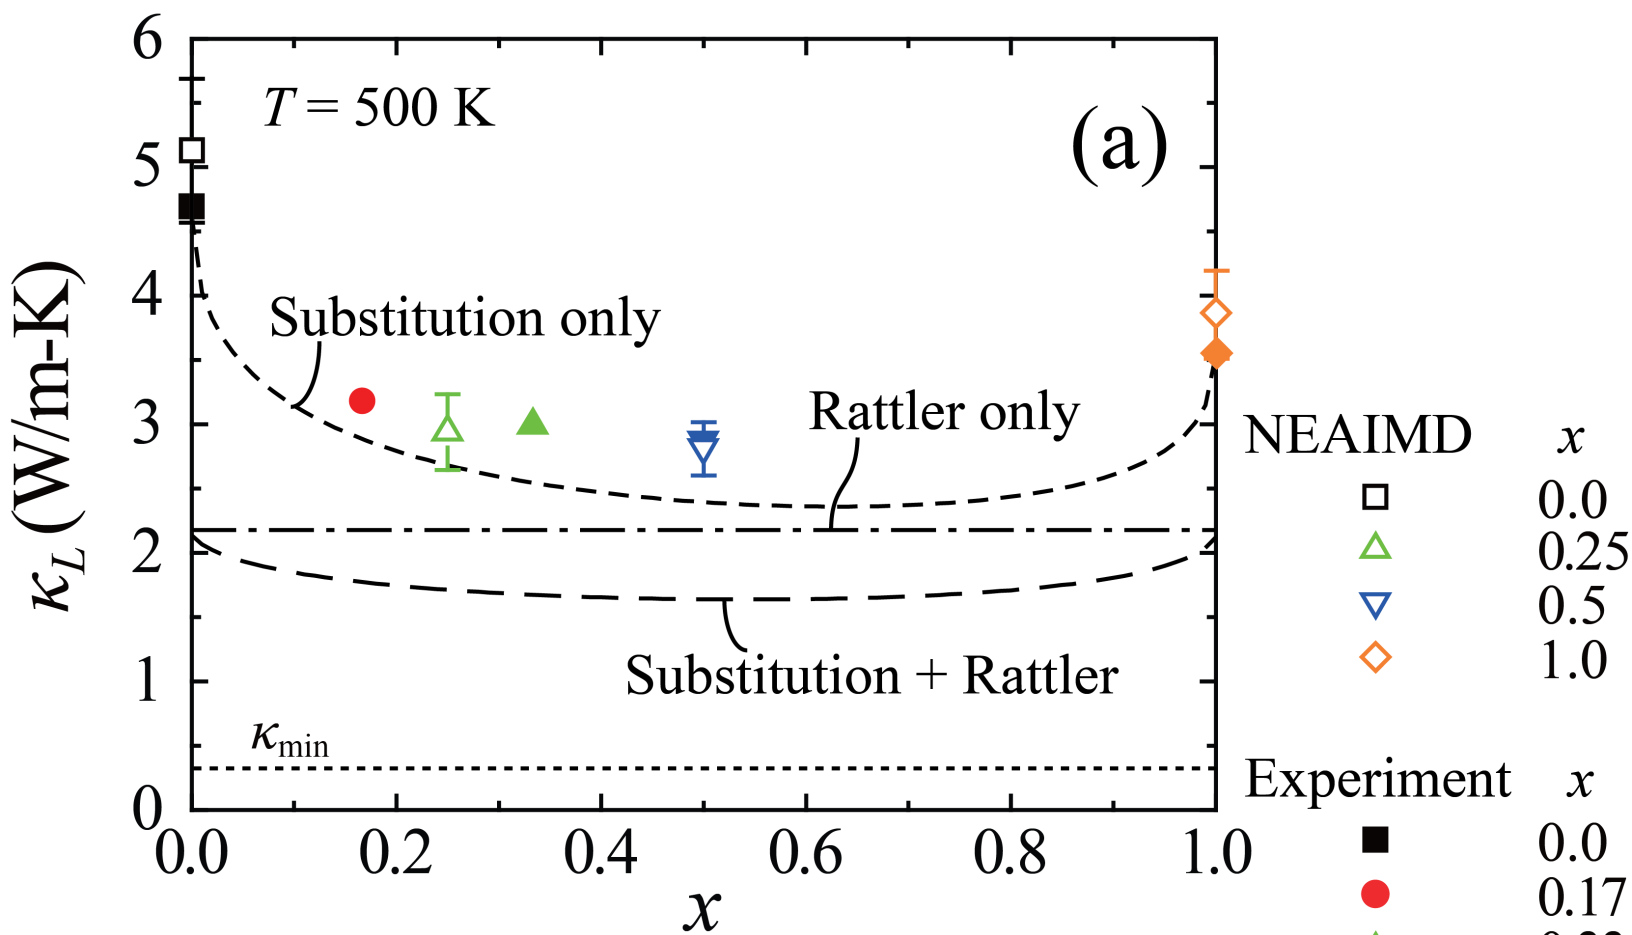 6
T = 500 K
(a)
5
4
Substitution only
3
Rattler only
2
1
Substitution + Rattler
κmin
0
0.0 0.2 0.4 0.6 0.8 1.0
x
κL (W/m-K)
NEAIMD x
0.0
0.25
0.5
1.0
Experiment x
0.0
0.17